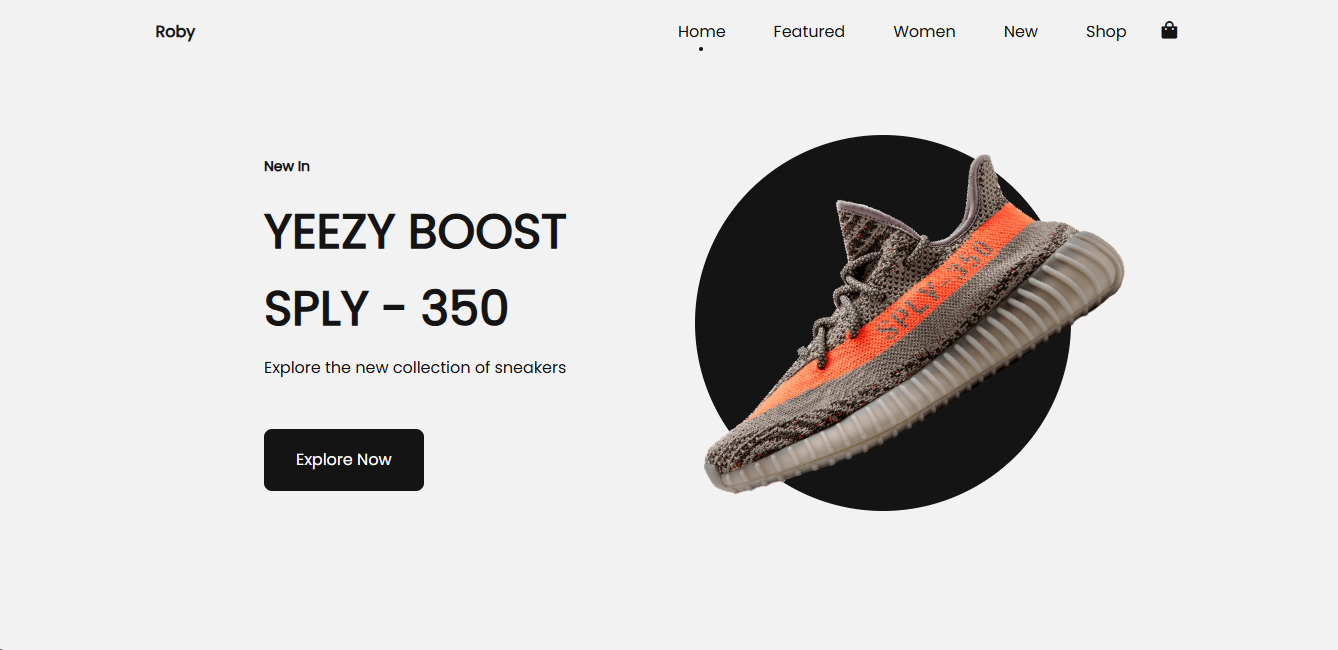 Roby
Home Featured Women New Shop
New In
YEEZY BOOST
SPLY - 350
Explore the new collection of sneakers
Explore Now
SPLY-350